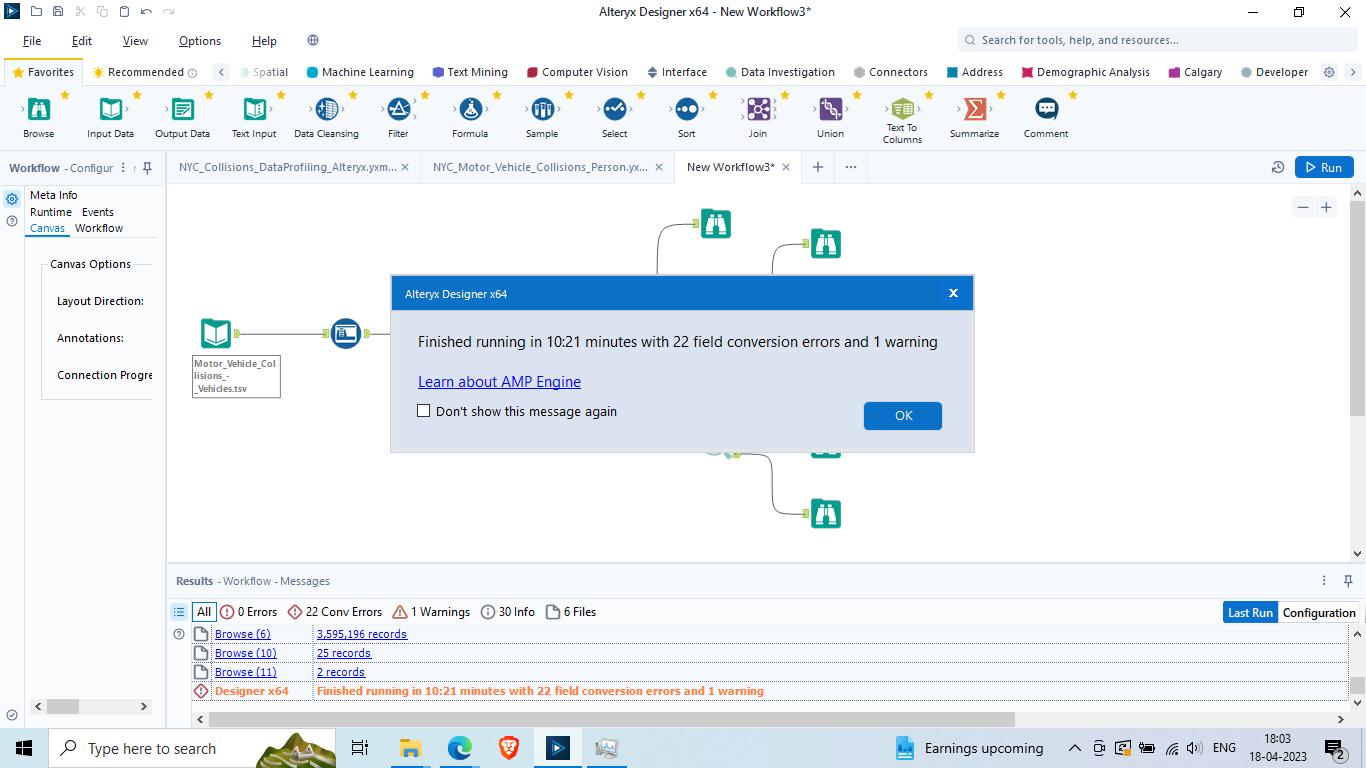 Alteryx Designer x64 - New Workflow3*
File Edit View Options Help
Search for tools, help, and resources...
Favorites Recommended Spatial Machine Learning Text Mining Computer Vision Interface Data Investigation Connectors Address Demographic Analysis Calgary Developer
Browse Input Data Output Data Text Input Data Cleansing Filter Formula Sample Select Sort Join Union Text To Columns Summarize Comment
Workflow - Configur
NYC_Collisions_DataProfiling_Alteryx.yxm... NYC_Motor_Vehicle_Collisions_Person.yx... New Workflow3* Run
Meta Info
Runtime Events
Canvas Workflow
Canvas Options
Layout Direction:
Annotations:
Connection Progre
Motor_Vehicle_Col
lisions_-
_Vehicles.tsv
Alteryx Designer x64
Finished running in 10:21 minutes with 22 field conversion errors and 1 warning
Learn about AMP Engine
Don't show this message again
OK
Results - Workflow - Messages
All 0 Errors 22 Conv Errors 1 Warnings 30 Info 6 Files Last Run Configuration
Browse (6) 3,595,196 records
Browse (10) 25 records
Browse (11) 2 records
Designer x64 Finished running in 10:21 minutes with 22 field conversion errors and 1 warning
Type here to search
Earnings upcoming
ENG
18:03
18-04-2023
2